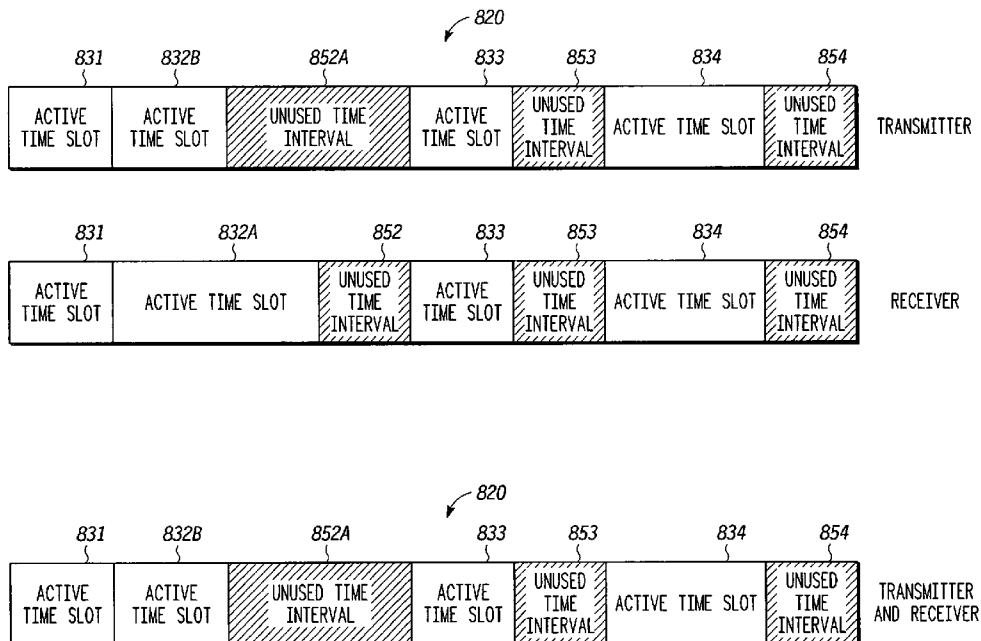 820
831 832B 852A 833 853 834 854
ACTIVE TIME SLOT ACTIVE TIME SLOT UNUSED TIME INTERVAL ACTIVE TIME SLOT UNUSED TIME INTERVAL ACTIVE TIME SLOT UNUSED TIME INTERVAL TRANSMITTER
831 832A 852 833 853 834 854
ACTIVE TIME SLOT ACTIVE TIME SLOT UNUSED TIME INTERVAL ACTIVE TIME SLOT UNUSED TIME INTERVAL ACTIVE TIME SLOT UNUSED TIME INTERVAL RECEIVER
820
831 832B 852A 833 853 834 854
ACTIVE TIME SLOT ACTIVE TIME SLOT UNUSED TIME INTERVAL ACTIVE TIME SLOT UNUSED TIME INTERVAL ACTIVE TIME SLOT UNUSED TIME INTERVAL TRANSMITTER AND RECEIVER